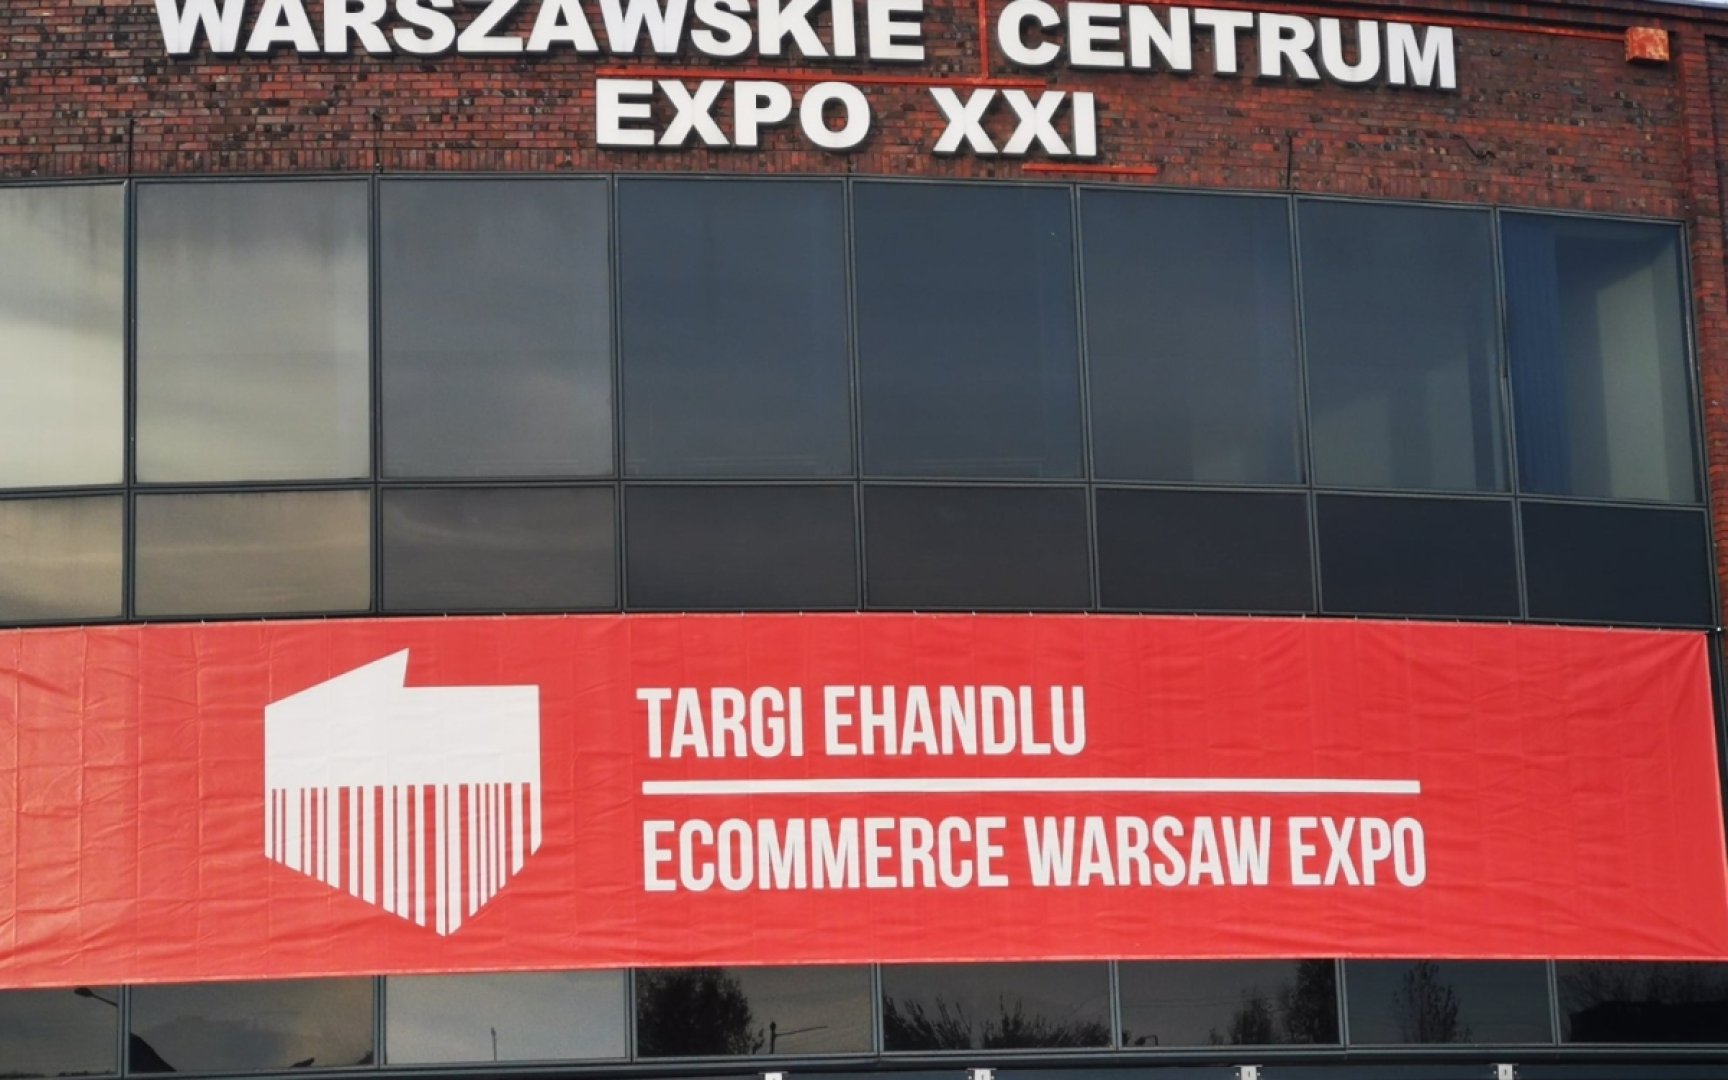 WARSZAWSKIE CENTRUM
EXPO XXI
TARGI EHANDLU
ECOMMERCE WARSAW EXPO